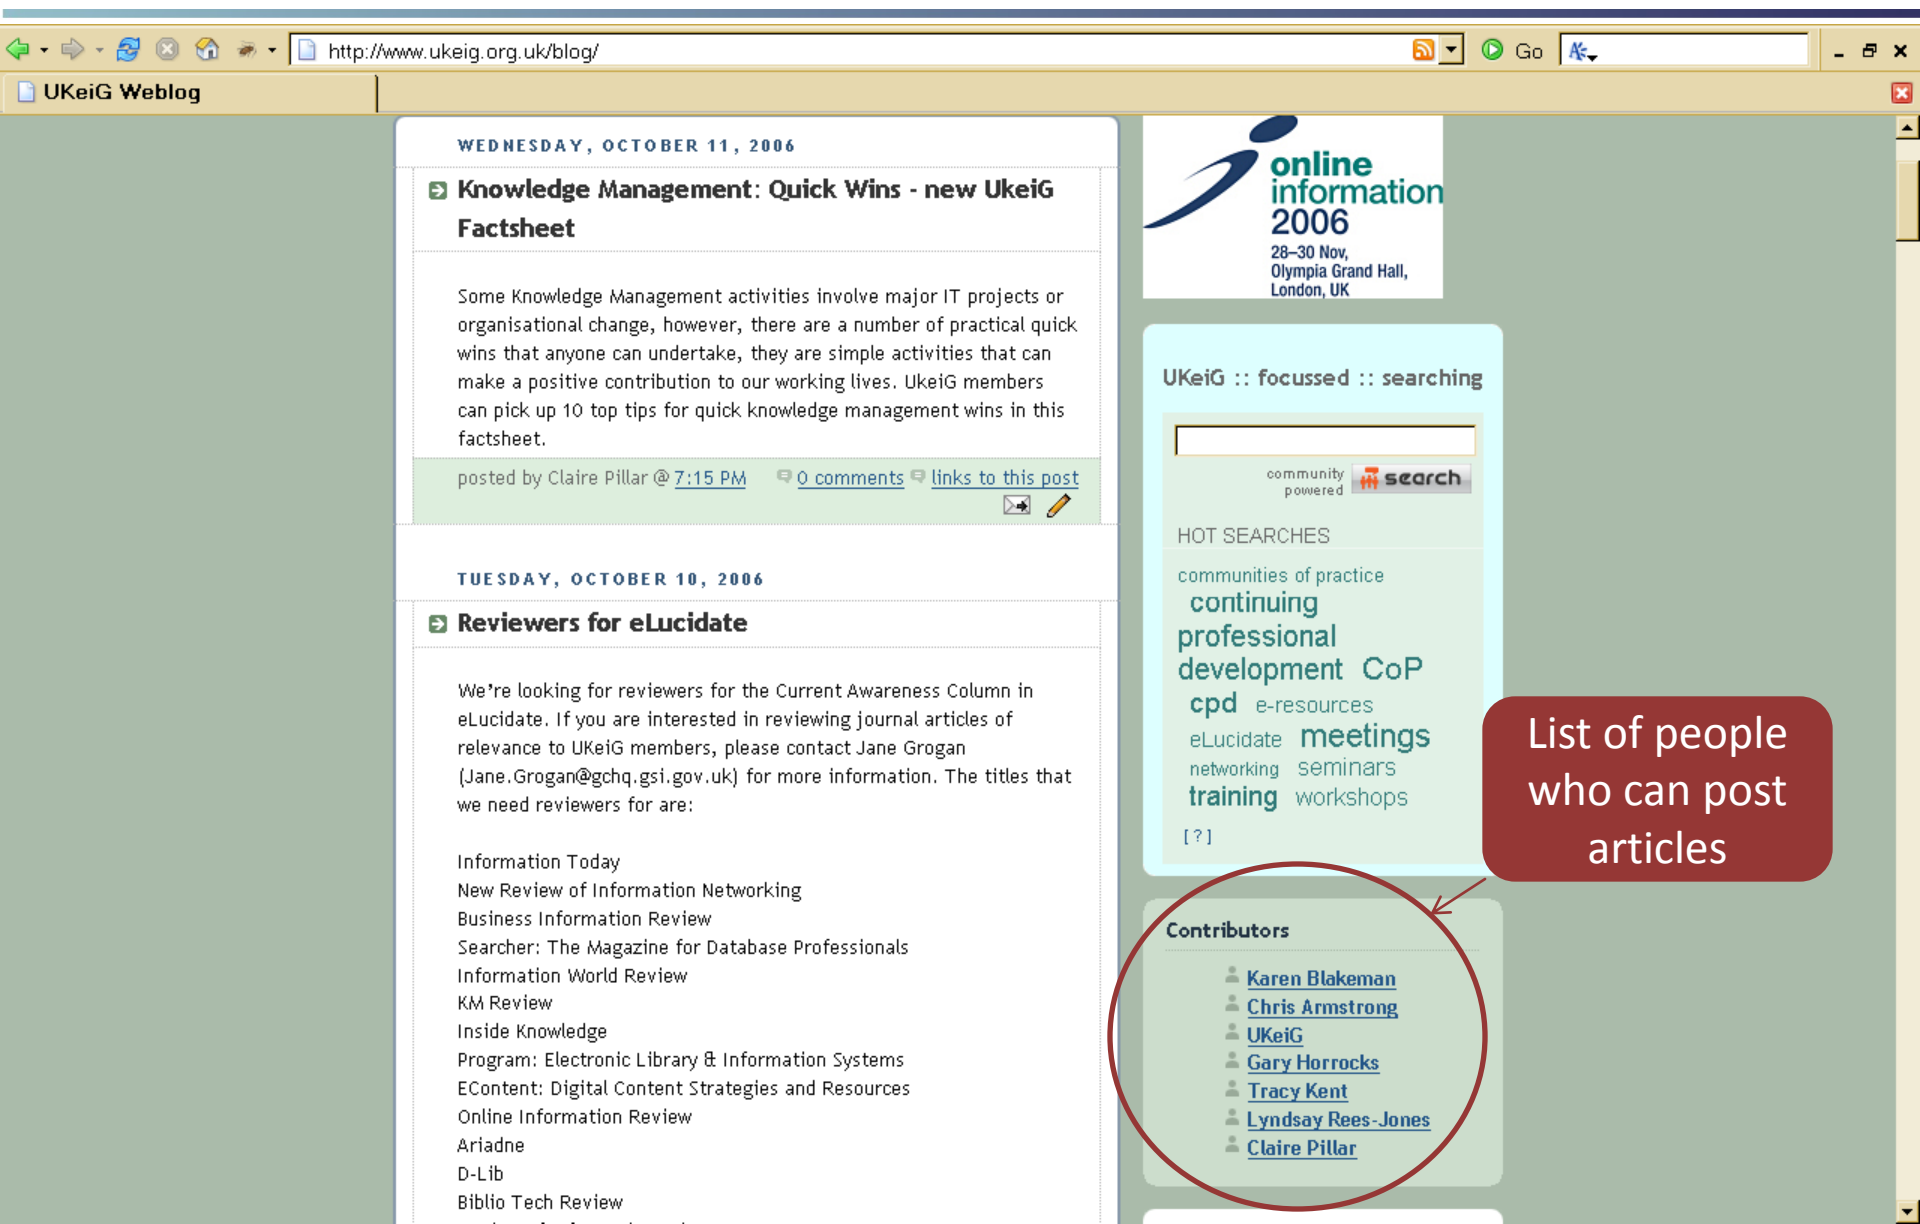 http://www.ukeig.org.uk/blog/
Go
UKeiG Weblog
WEDNESDAY, OCTOBER 11, 2006
Knowledge Management: Quick Wins - new UkeiG
Factsheet
Some Knowledge Management activities involve major IT projects or
organisational change, however, there are a number of practical quick
wins that anyone can undertake, they are simple activities that can
make a positive contribution to our working lives. UkeiG members
can pick up 10 top tips for quick knowledge management wins in this
factsheet.
posted by Claire Pillar @ 7:15 PM 0 comments links to this post
TUESDAY, OCTOBER 10, 2006
Reviewers for eLucidate
We're looking for reviewers for the Current Awareness Column in
eLucidate. If you are interested in reviewing journal articles of
relevance to UKeiG members, please contact Jane Grogan
(Jane.Grogan@gchq.gsi.gov.uk) for more information. The titles that
we need reviewers for are:
Information Today
New Review of Information Networking
Business Information Review
Searcher: The Magazine for Database Professionals
Information World Review
KM Review
Inside Knowledge
Program: Electronic Library & Information Systems
EContent: Digital Content Strategies and Resources
Online Information Review
Ariadne
D-Lib
Biblio Tech Review
online
information
2006
28–30 Nov,
Olympia Grand Hall,
London, UK
UKeiG :: focussed :: searching
community
powered
search
HOT SEARCHES
communities of practice
continuing
professional
development CoP
cpd e-resources
eLucidate meetings
networking seminars
training workshops
[?]
Contributors
Karen Blakeman
Chris Armstrong
UKeiG
Gary Horrocks
Tracy Kent
Lyndsay Rees-Jones
Claire Pillar
List of people
who can post
articles